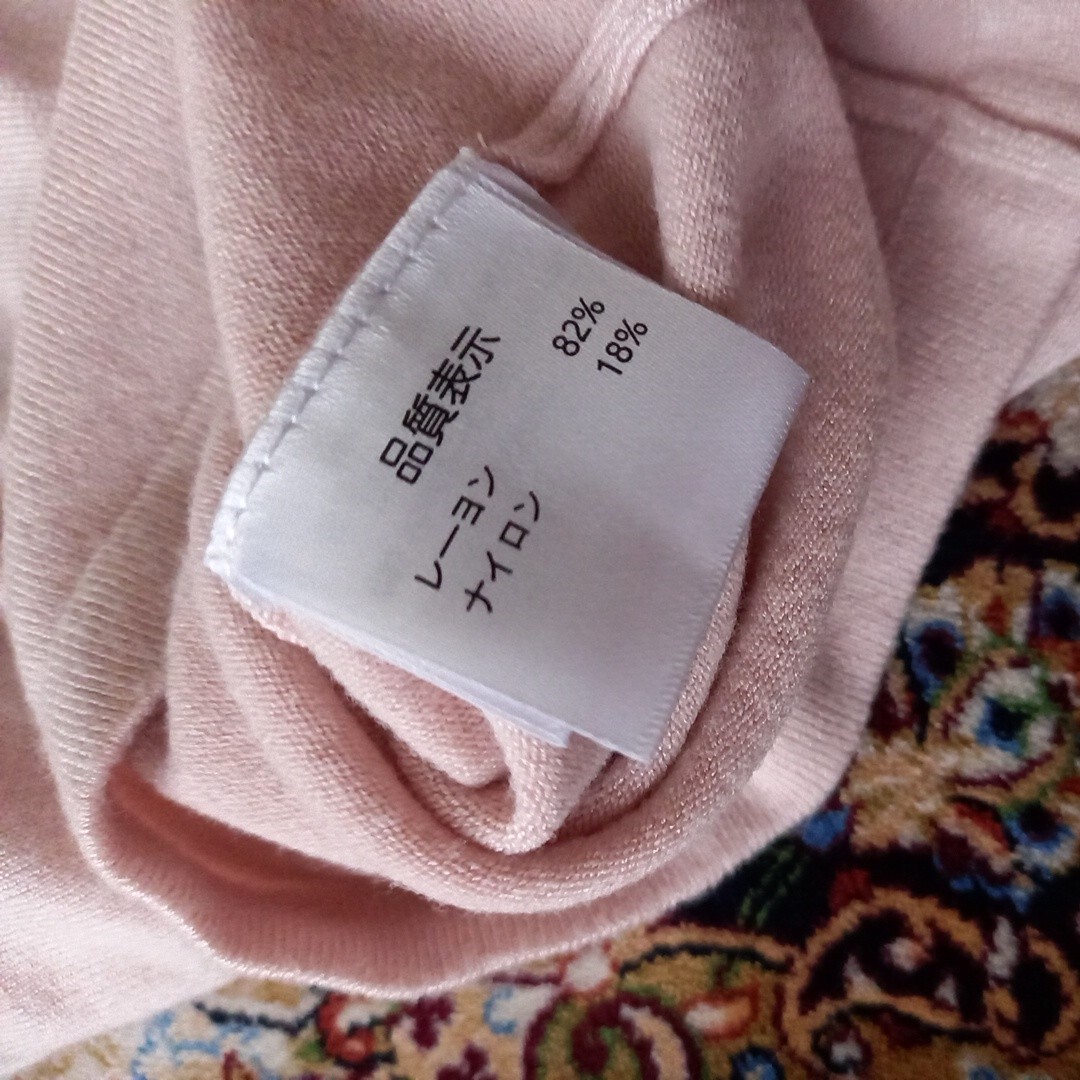 品質表示
レーヨン 82%
ナイロン 18%